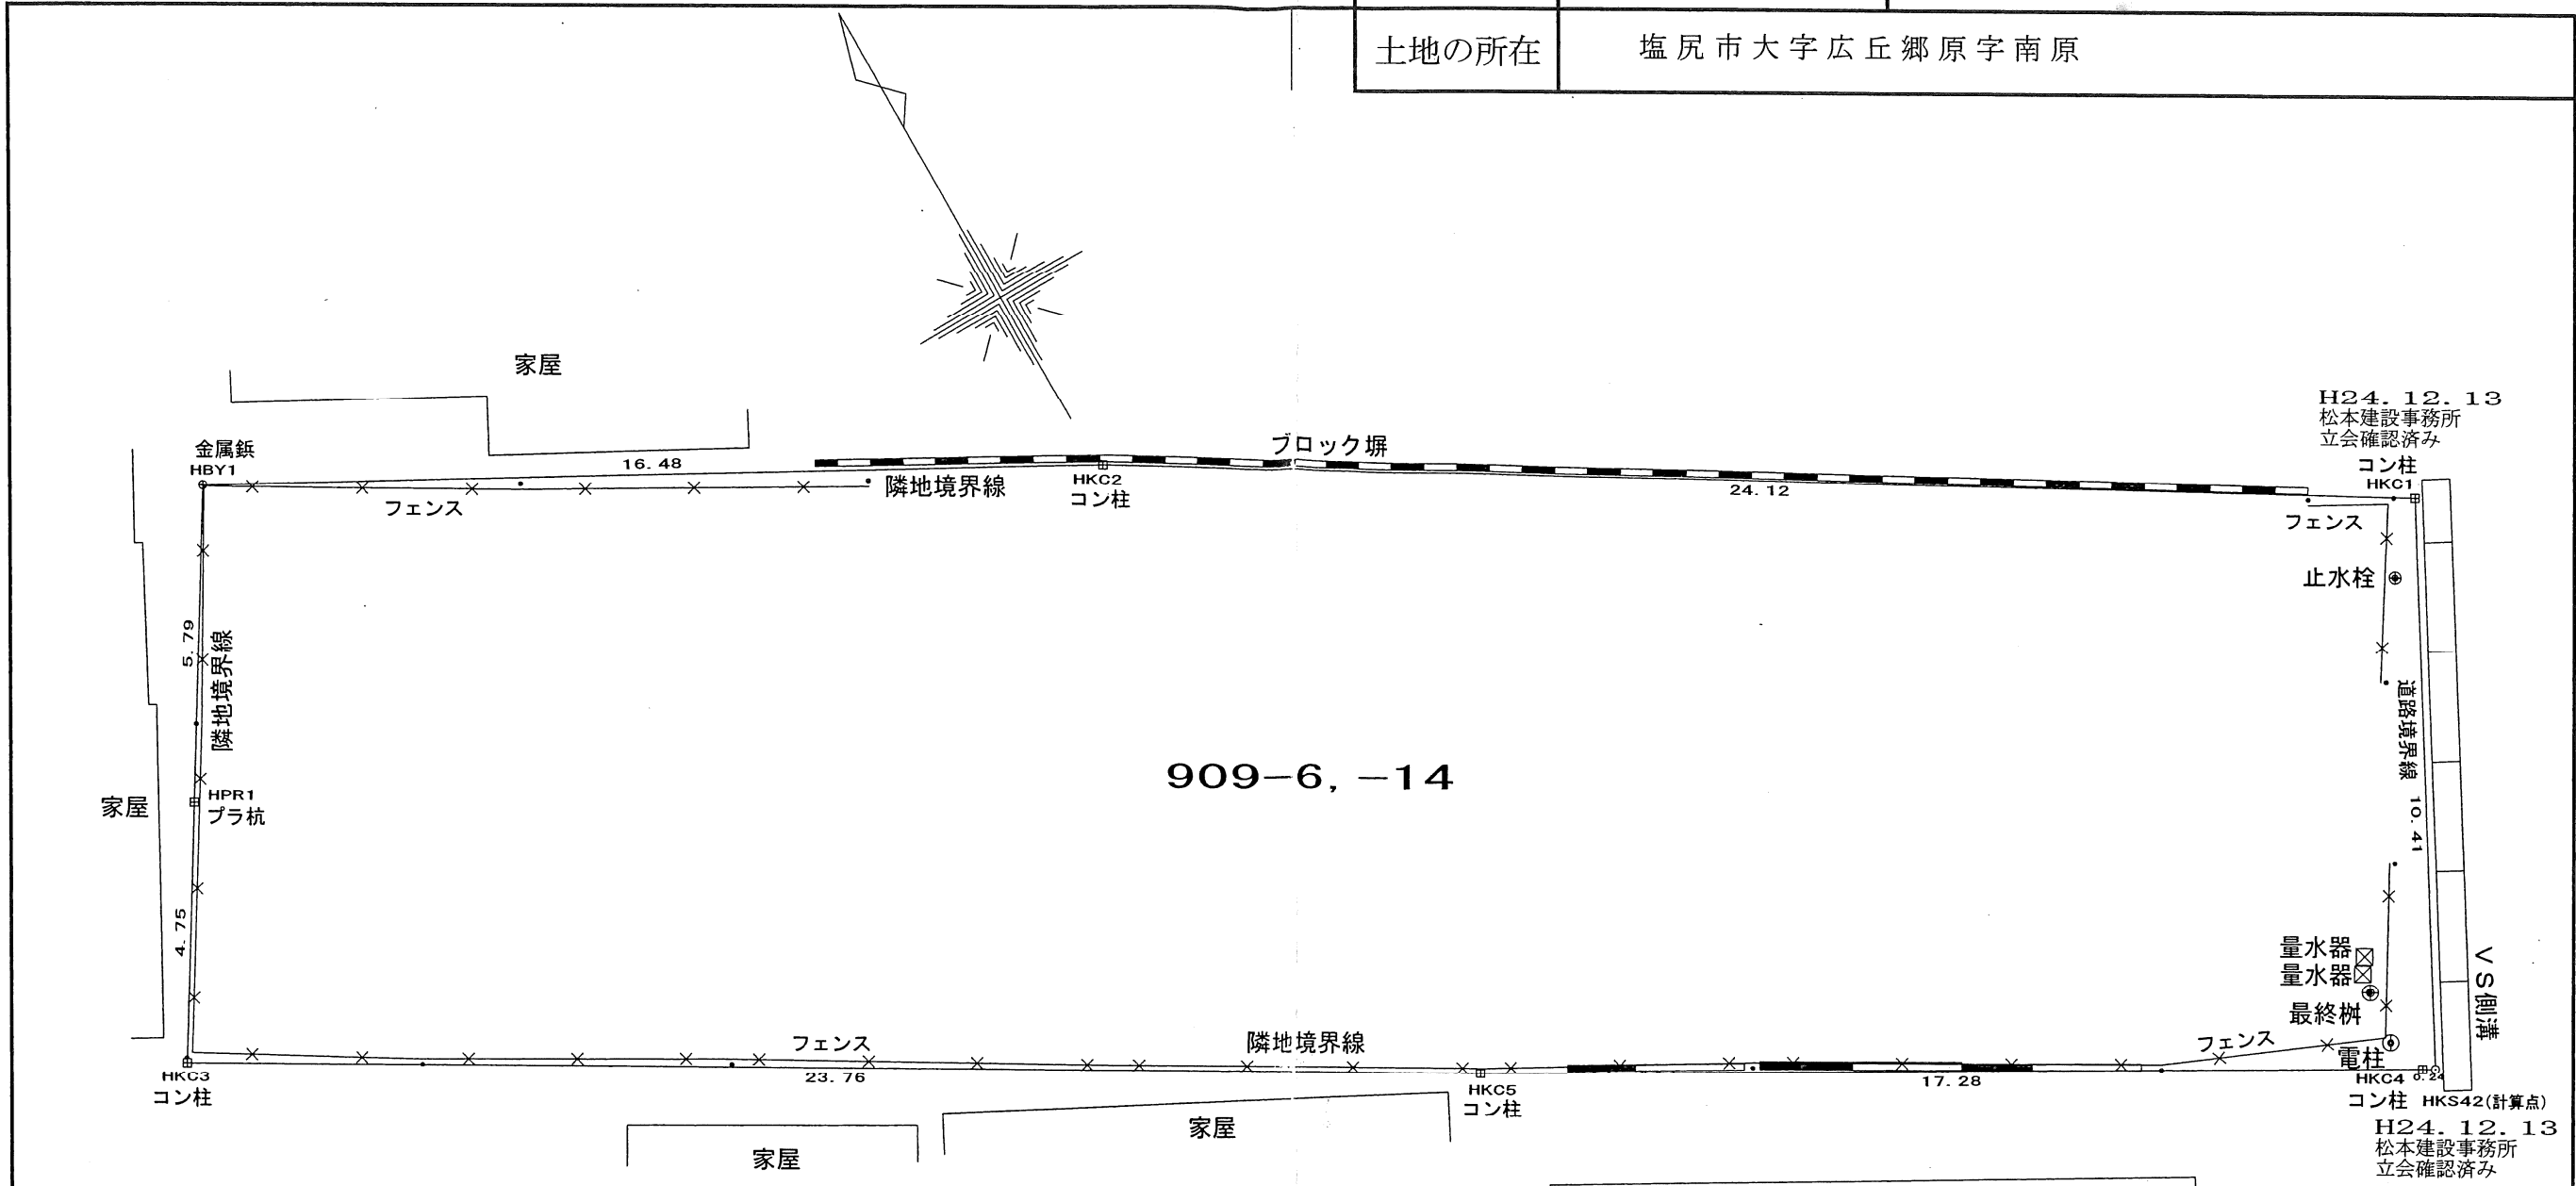 土地の所在 塩尻市大字広丘郷原字南原
家屋
H24. 12. 13
松本建設事務所
立会確認済み
金属鋲
HBY1
16. 48
ブロック塀
コン柱
HKC1
隣地境界線
HKC2
コン柱
24. 12
フェンス
フェンス
止水栓
5. 79
隣地境界線
道路境界線
909-6, -14
家屋
HPR1
プラ杭
10. 41
4. 75
量水器
量水器
VS側溝
最終桝
フェンス
隣地境界線
フェンス
電柱
HKC3
コン柱
23. 76
HKC5
コン柱
17. 28
HKC4
0. 24
コン柱
HKS42(計算点)
家屋
家屋
H24. 12. 13
松本建設事務所
立会確認済み